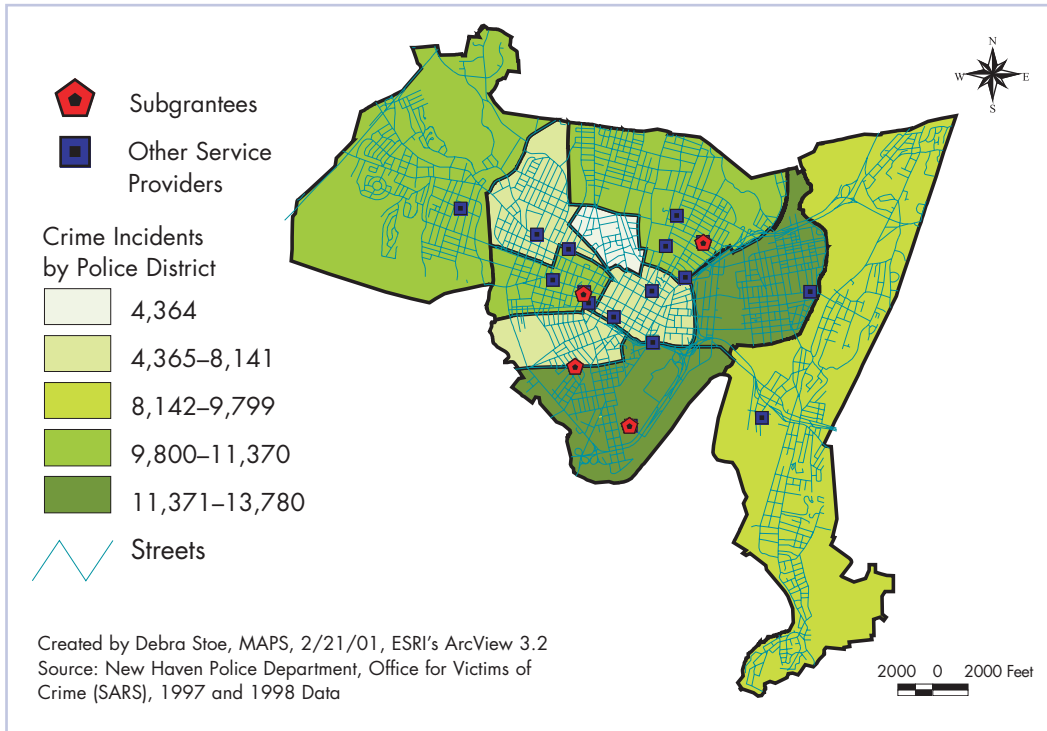 Subgrantees
Other Service
Providers
Crime Incidents
by Police District
4,364
4,365–8,141
8,142–9,799
9,800–11,370
11,371–13,780
Streets
Created by Debra Stoe, MAPS, 2/21/01, ESRI's ArcView 3.2
Source: New Haven Police Department, Office for Victims of
Crime (SARS), 1997 and 1998 Data
N
W E
S
2000 0 2000 Feet